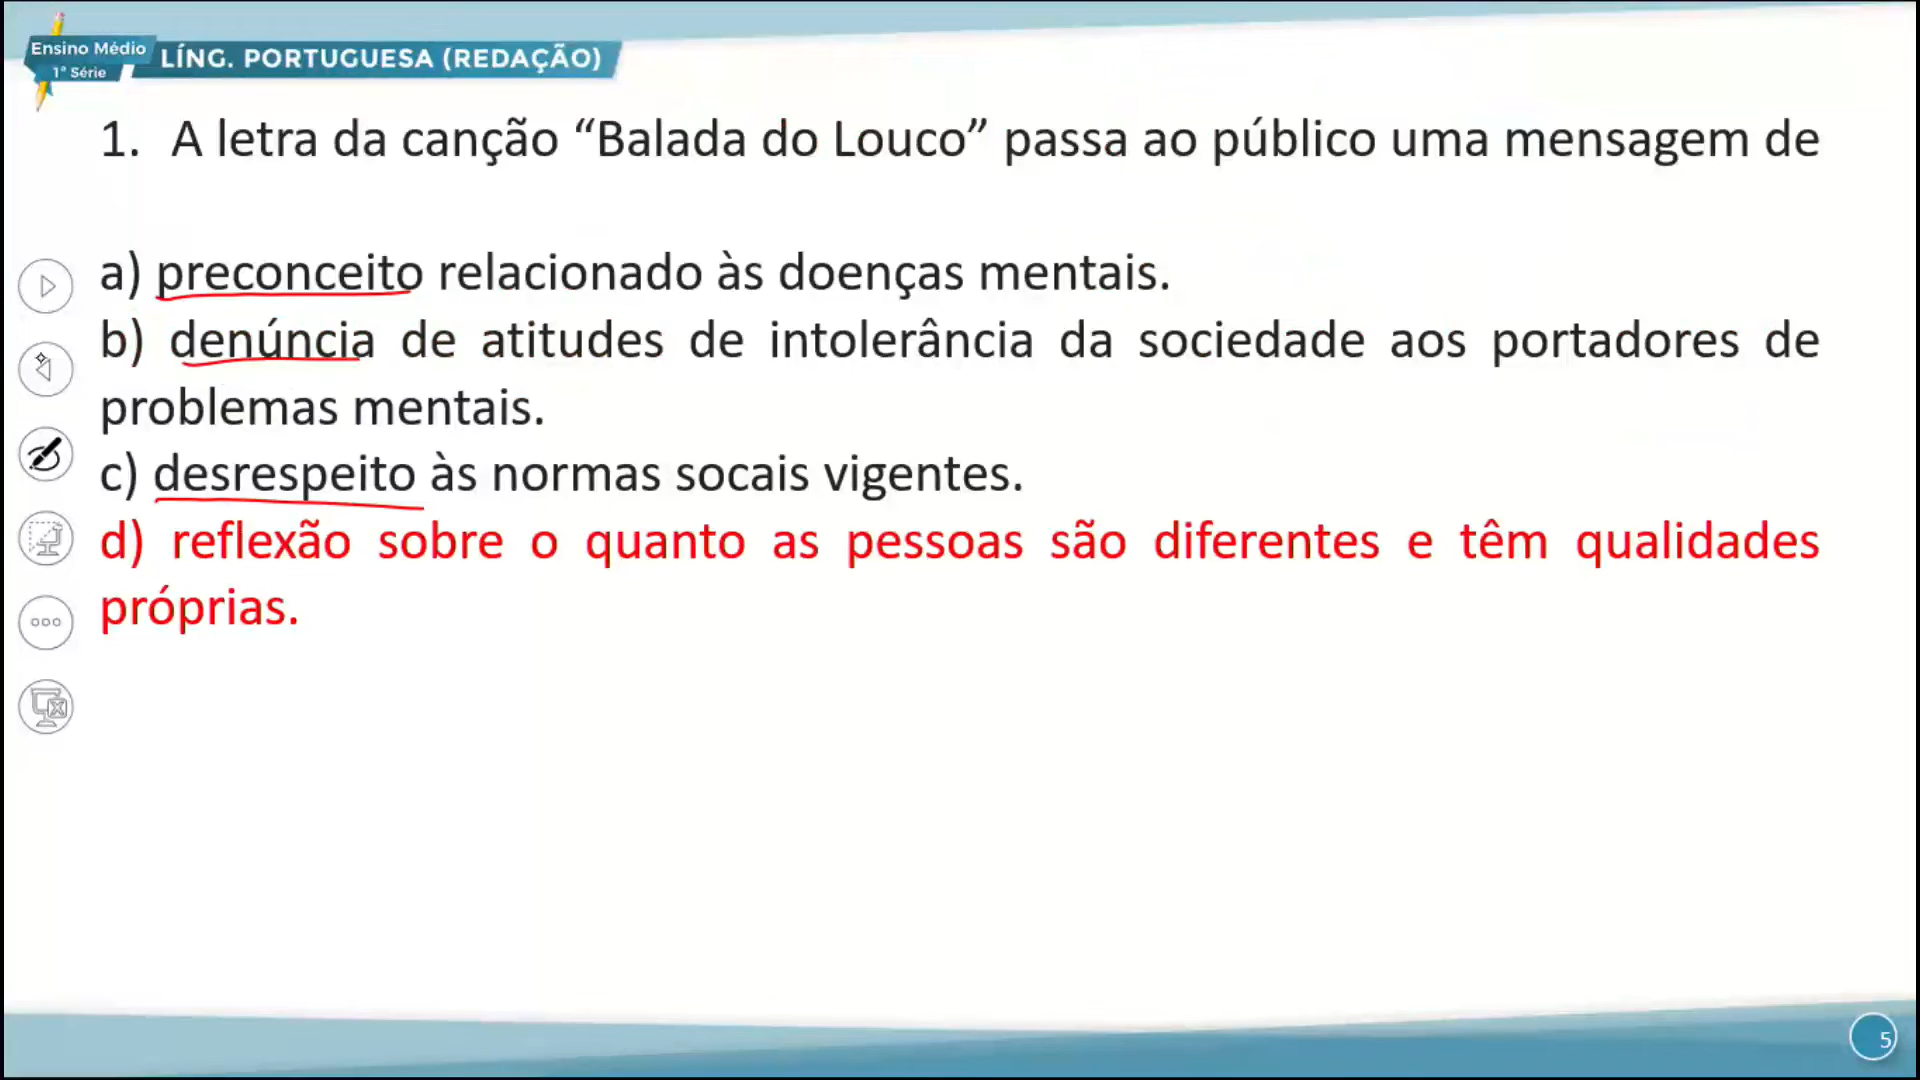 Ensino Médio
1ª Série
LÍNG. PORTUGUESA (REDAÇÃO)
1. A letra da canção “Balada do Louco” passa ao público uma mensagem de
a) preconceito relacionado às doenças mentais.
b) denúncia de atitudes de intolerância da sociedade aos portadores de
problemas mentais.
c) desrespeito às normas socais vigentes.
d) reflexão sobre o quanto as pessoas são diferentes e têm qualidades
próprias.
5